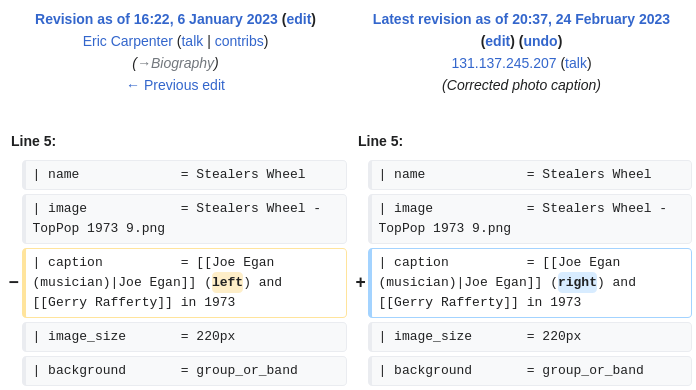 Revision as of 16:22, 6 January 2023 (edit)
Eric Carpenter (talk | contribs)
(→Biography)
← Previous edit
Latest revision as of 20:37, 24 February 2023
(edit) (undo)
131.137.245.207 (talk)
(Corrected photo caption)
Line 5:
Line 5:
| name             = Stealers Wheel
| name             = Stealers Wheel
| image            = Stealers Wheel -
TopPop 1973 9.png
| image            = Stealers Wheel -
TopPop 1973 9.png
− | caption          = [[Joe Egan
(musician)|Joe Egan]] (left) and
[[Gerry Rafferty]] in 1973
+ | caption          = [[Joe Egan
(musician)|Joe Egan]] (right) and
[[Gerry Rafferty]] in 1973
| image_size       = 220px
| image_size       = 220px
| background       = group_or_band
| background       = group_or_band